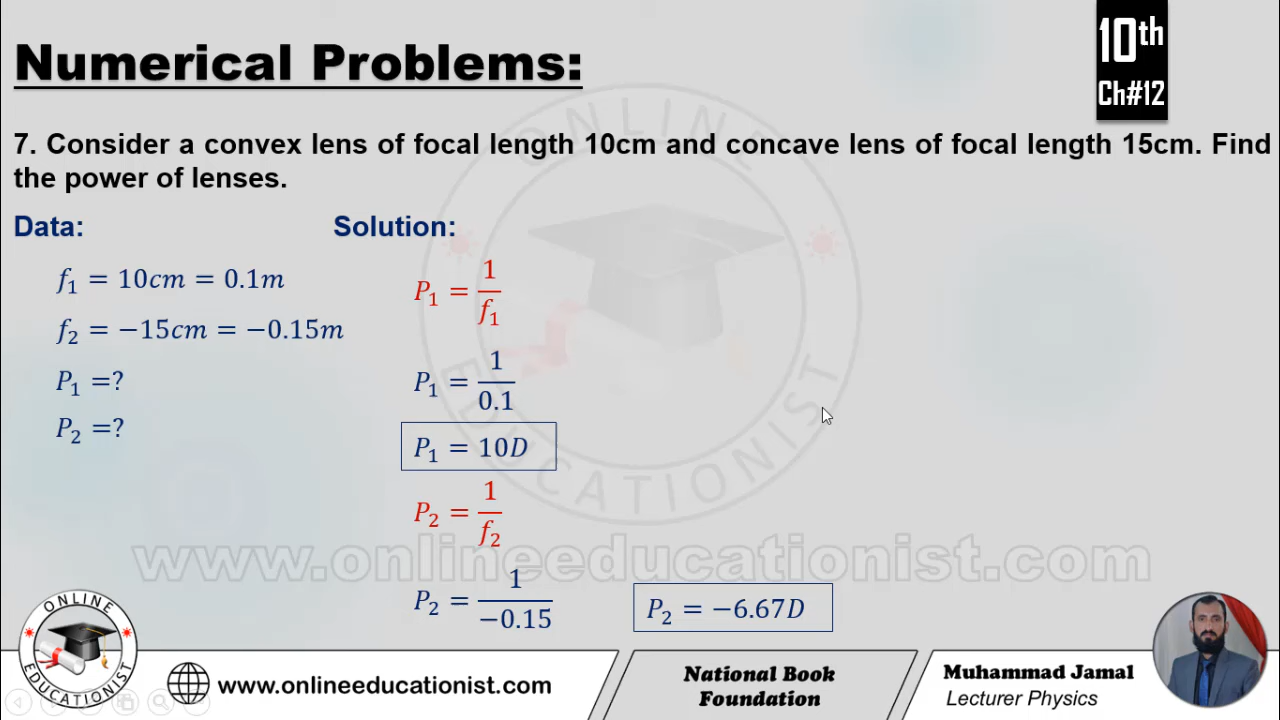 Numerical Problems:
10th
Ch#12
7. Consider a convex lens of focal length 10cm and concave lens of focal length 15cm. Find
the power of lenses.
Data:
Solution:
f₁ = 10cm = 0.1m
f₂ = −15cm = −0.15m
P₁ =?
P₂ =?
P₁ = 1/f₁
P₁ = 1/0.1
P₁ = 10D
P₂ = 1/f₂
P₂ = 1/−0.15
P₂ = −6.67D
ONLINE
EDUCATIONIST
www.onlineeducationist.com
ONLINE
EDUCATIONIST
www.onlineeducationist.com
National Book
Foundation
Muhammad Jamal
Lecturer Physics